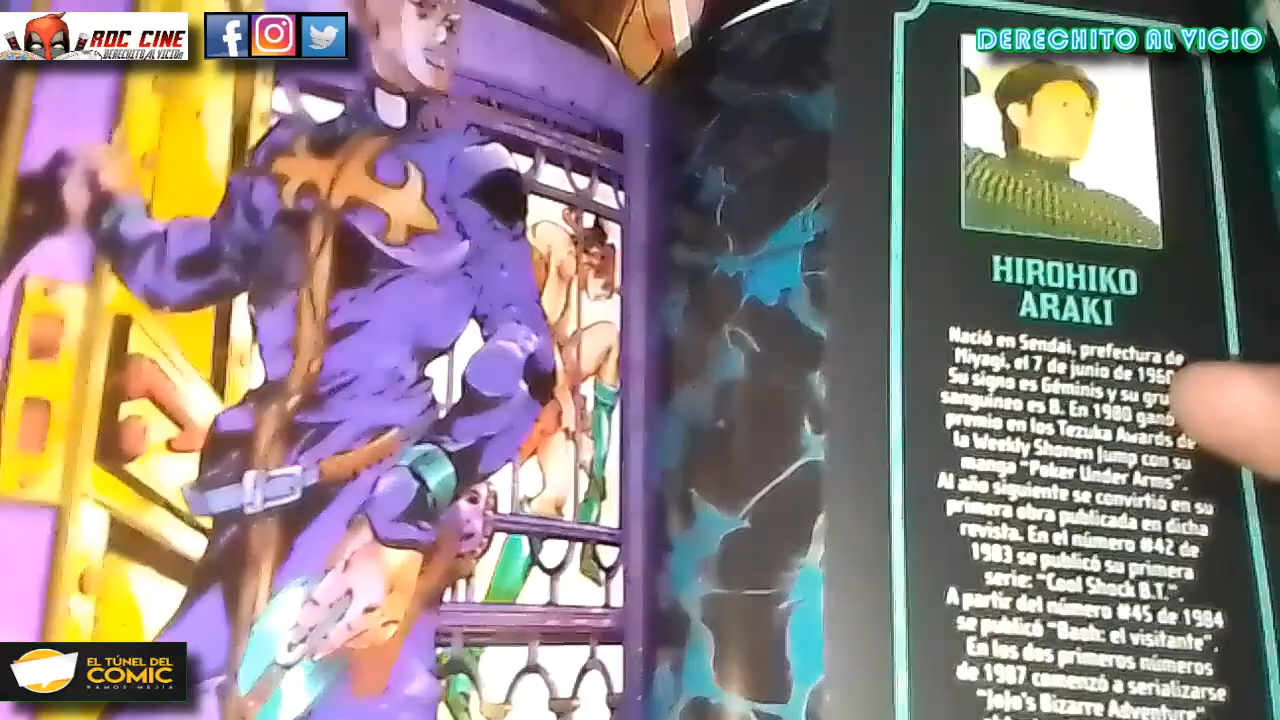 ROC CINE
DERECHITO AL VICIO
DERECHITO AL VICIO
HIROHIKO
ARAKI
Nació en Sendai, prefectura de
Miyagi, el 7 de junio de 1960
Su signo es Géminis y su
sanguíneo es B. En 1980 ganó
premio en los Tezuka Awards de
la Weekly Shonen Jump con su
manga "Poker Under Arms".
Al año siguiente se convirtió en su
primera obra publicada en dicha
revista. En el número #42 de
1983 se publicó su primera
serie: "Cool Shock B.T.".
A partir del número #45 de 1984
se publicó "Baoh: el visitante".
En los dos primeros números
de 1987 comenzó a serializarse
"JoJo's Bizarre Adventure"
EL TÚNEL DEL
CÓMIC
RAMOS MEJÍA